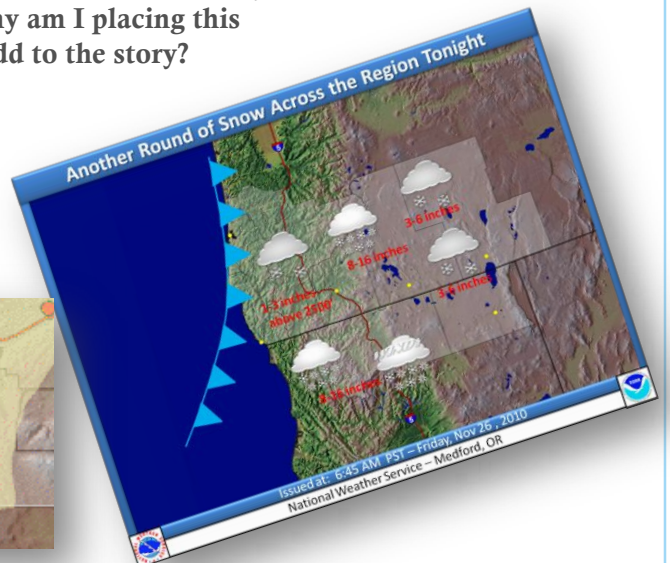 y am I placing this
dd to the story?
Another Round of Snow Across the Region Tonight
3-6 inches
8-16 inches
3-6 inches
1-3 inches
above 2500'
inches
Issued at: 6:45 AM PST – Friday, Nov 26, 2010
National Weather Service – Medford, OR